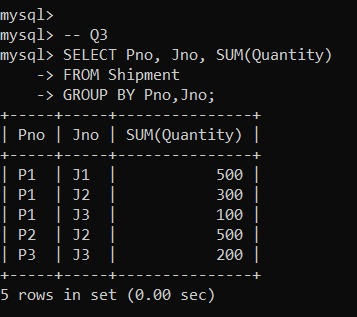 mysql>
mysql> -- Q3
mysql> SELECT Pno, Jno, SUM(Quantity)
    -> FROM Shipment
    -> GROUP BY Pno,Jno;
+-----+-----+---------------+
| Pno | Jno | SUM(Quantity) |
+-----+-----+---------------+
| P1  | J1  |           500 |
| P1  | J2  |           300 |
| P1  | J3  |           100 |
| P2  | J2  |           500 |
| P3  | J3  |           200 |
+-----+-----+---------------+
5 rows in set (0.00 sec)